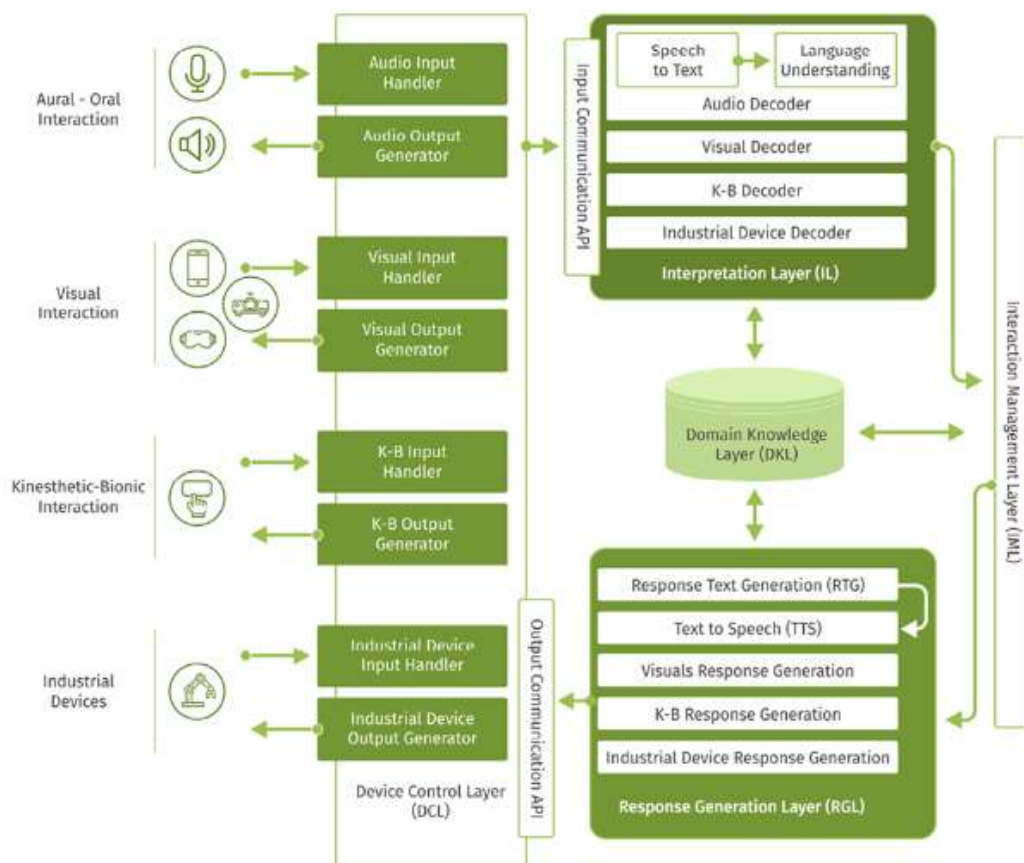 Aural - Oral
Interaction
Audio Input
Handler
Audio Output
Generator
Visual
Interaction
Visual Input
Handler
Visual Output
Generator
Kinesthetic-Bionic
Interaction
K-B Input
Handler
K-B Output
Generator
Industrial
Devices
Industrial Device
Input Handler
Industrial Device
Output Generator
Device Control Layer
(DCL)
Input Communication API
Speech
to Text
Language
Understanding
Audio Decoder
Visual Decoder
K-B Decoder
Industrial Device Decoder
Interpretation Layer (IL)
Domain Knowledge
Layer (DKL)
Interaction Management Layer (IML)
Output Communication API
Response Text Generation (RTG)
Text to Speech (TTS)
Visuals Response Generation
K-B Response Generation
Industrial Device Response Generation
Response Generation Layer (RGL)